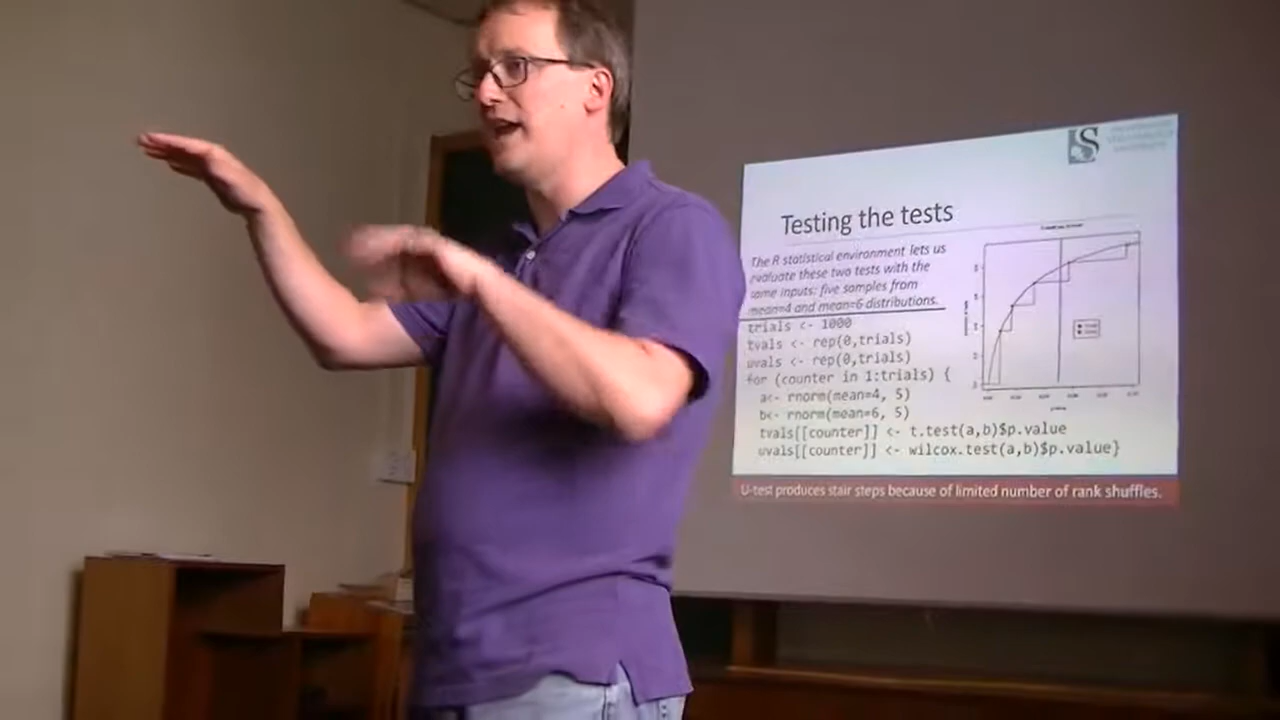 Testing the tests
The R statistical environment lets us
evaluate these two tests with the
same inputs: five samples from
mean=4 and mean=6 distributions.
trials <- 1000
tvals <- rep(0,trials)
uvals <- rep(0,trials)
for (counter in 1:trials) {
a<- rnorm(mean=4, 5)
b<- rnorm(mean=6, 5)
tvals[[counter]] <- t.test(a,b)$p.value
uvals[[counter]] <- wilcox.test(a,b)$p.value}
U-test produces stair steps because of limited number of rank shuffles.